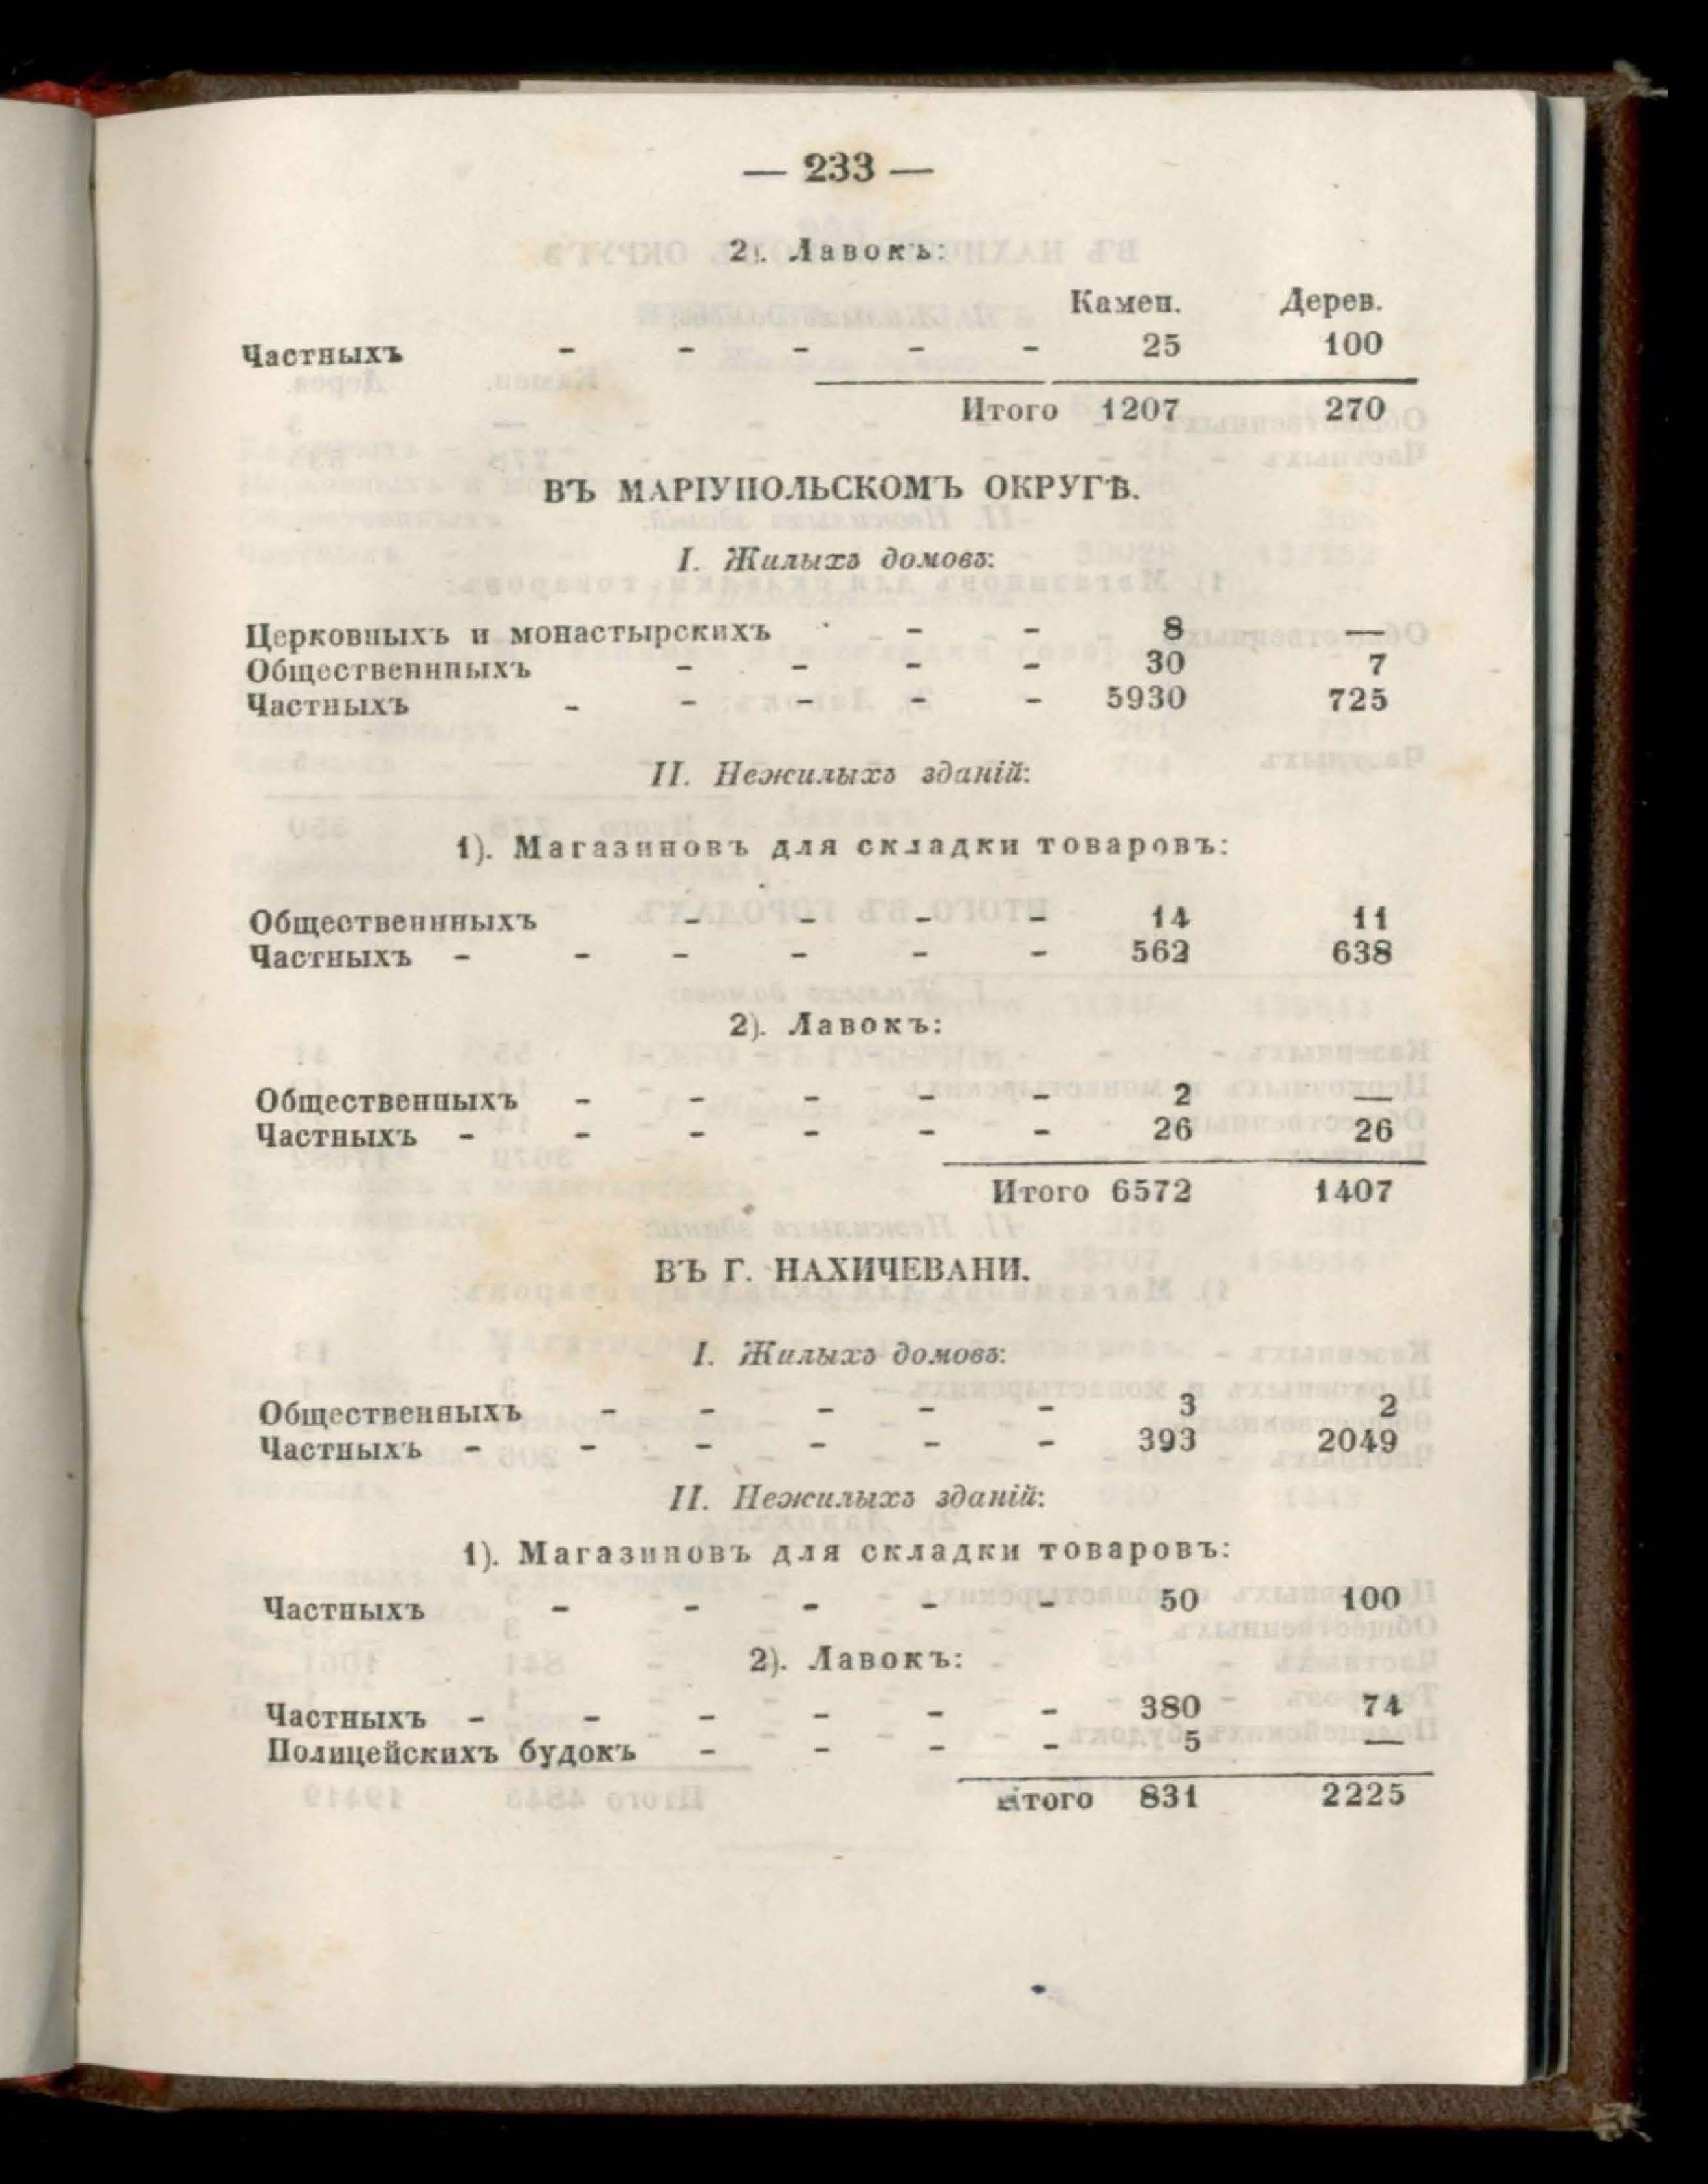 — 233 —
2). Лавокъ:
Камен. Дерев.
Частныхъ - - - - - 25 100
Итого 1207 270
ВЪ МАРІУПОЛЬСКОМЪ ОКРУГѢ.
I. Жилыхъ домовъ:
Церковныхъ и монастырскихъ - - - 8 —
Общественнныхъ - - - - 30 7
Частныхъ - - - - - 5930 725
II. Нежилыхъ зданій:
1). Магазиновъ для складки товаровъ:
Общественнныхъ - - - - 14 11
Частныхъ - - - - - - 562 638
2). Лавокъ:
Общественныхъ - - - - - 2 —
Частныхъ - - - - - - 26 26
Итого 6572 1407
ВЪ Г. НАХИЧЕВАНИ.
I. Жилыхъ домовъ:
Общественныхъ - - - - - 3 2
Частныхъ - - - - - - 393 2049
II. Нежилыхъ зданій:
1). Магазиновъ для складки товаровъ:
Частныхъ - - - - - 50 100
2). Лавокъ:
Частныхъ - - - - - - 380 74
Полицейскихъ будокъ - - - - 5 —
Итого 831 2225